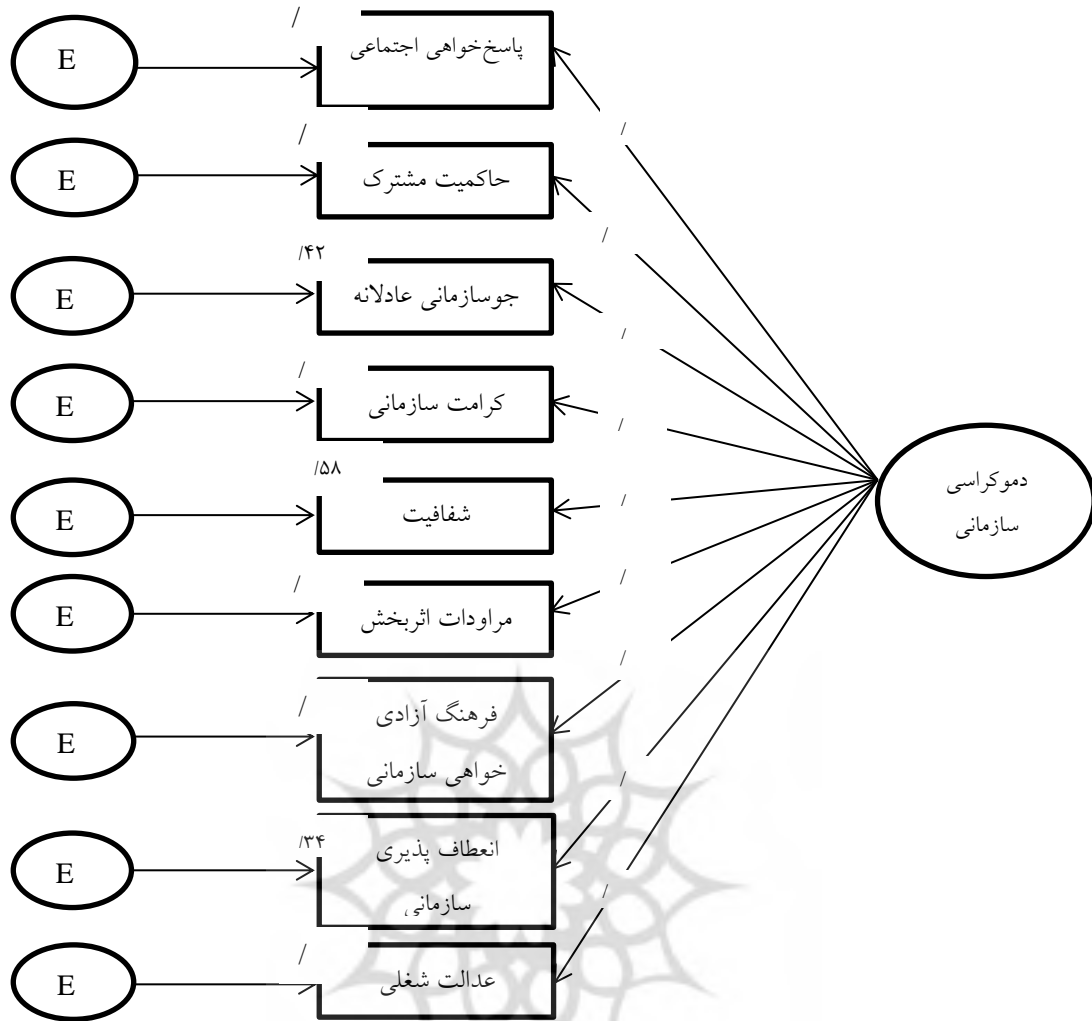 /
E
پاسخ‌خواهی اجتماعی
/
/
E
حاکمیت مشترک
/
/۴۲
E
جوسازمانی عادلانه
/
/
E
کرامت سازمانی
/
/۵۸
E
شفافیت
/
دموکراسی
سازمانی
/
E
مراودات اثربخش
/
/
E
فرهنگ آزادی
خواهی سازمانی
/
/۳۴
E
انعطاف پذیری
سازمانی
/
/
E
عدالت شغلی
/